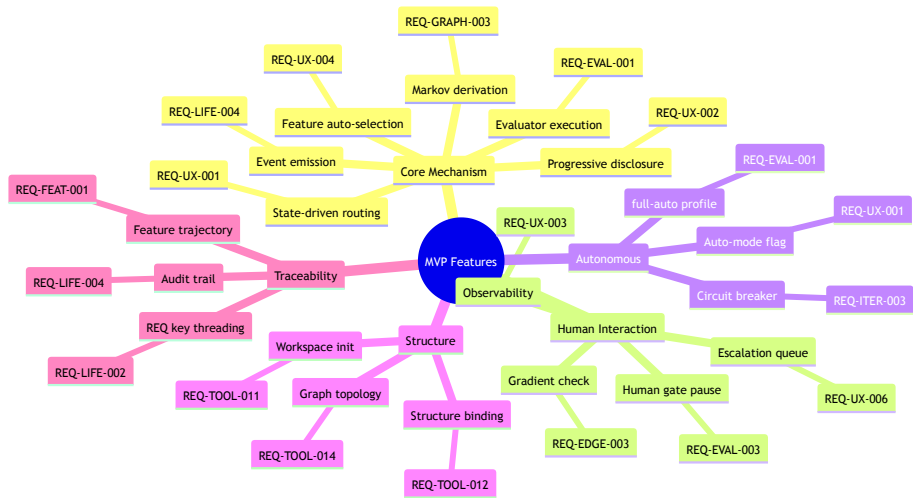 MVP Features
Core Mechanism
State-driven routing
REQ-UX-001
Event emission
REQ-LIFE-004
Feature auto-selection
REQ-UX-004
Markov derivation
REQ-GRAPH-003
Evaluator execution
REQ-EVAL-001
Progressive disclosure
REQ-UX-002
Autonomous
full-auto profile
REQ-EVAL-001
Auto-mode flag
REQ-UX-001
Circuit breaker
REQ-ITER-003
Observability
REQ-UX-003
Human Interaction
Escalation queue
REQ-UX-006
Human gate pause
REQ-EVAL-003
Gradient check
REQ-EDGE-003
Structure
Workspace init
REQ-TOOL-011
Graph topology
REQ-TOOL-014
Structure binding
REQ-TOOL-012
Traceability
Feature trajectory
REQ-FEAT-001
Audit trail
REQ-LIFE-004
REQ key threading
REQ-LIFE-002